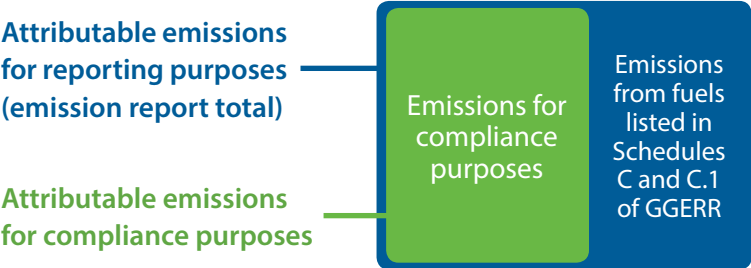 Attributable emissions
for reporting purposes
(emission report total)
Attributable emissions
for compliance purposes
Emissions for
compliance
purposes
Emissions
from fuels
listed in
Schedules
C and C.1
of GGERR